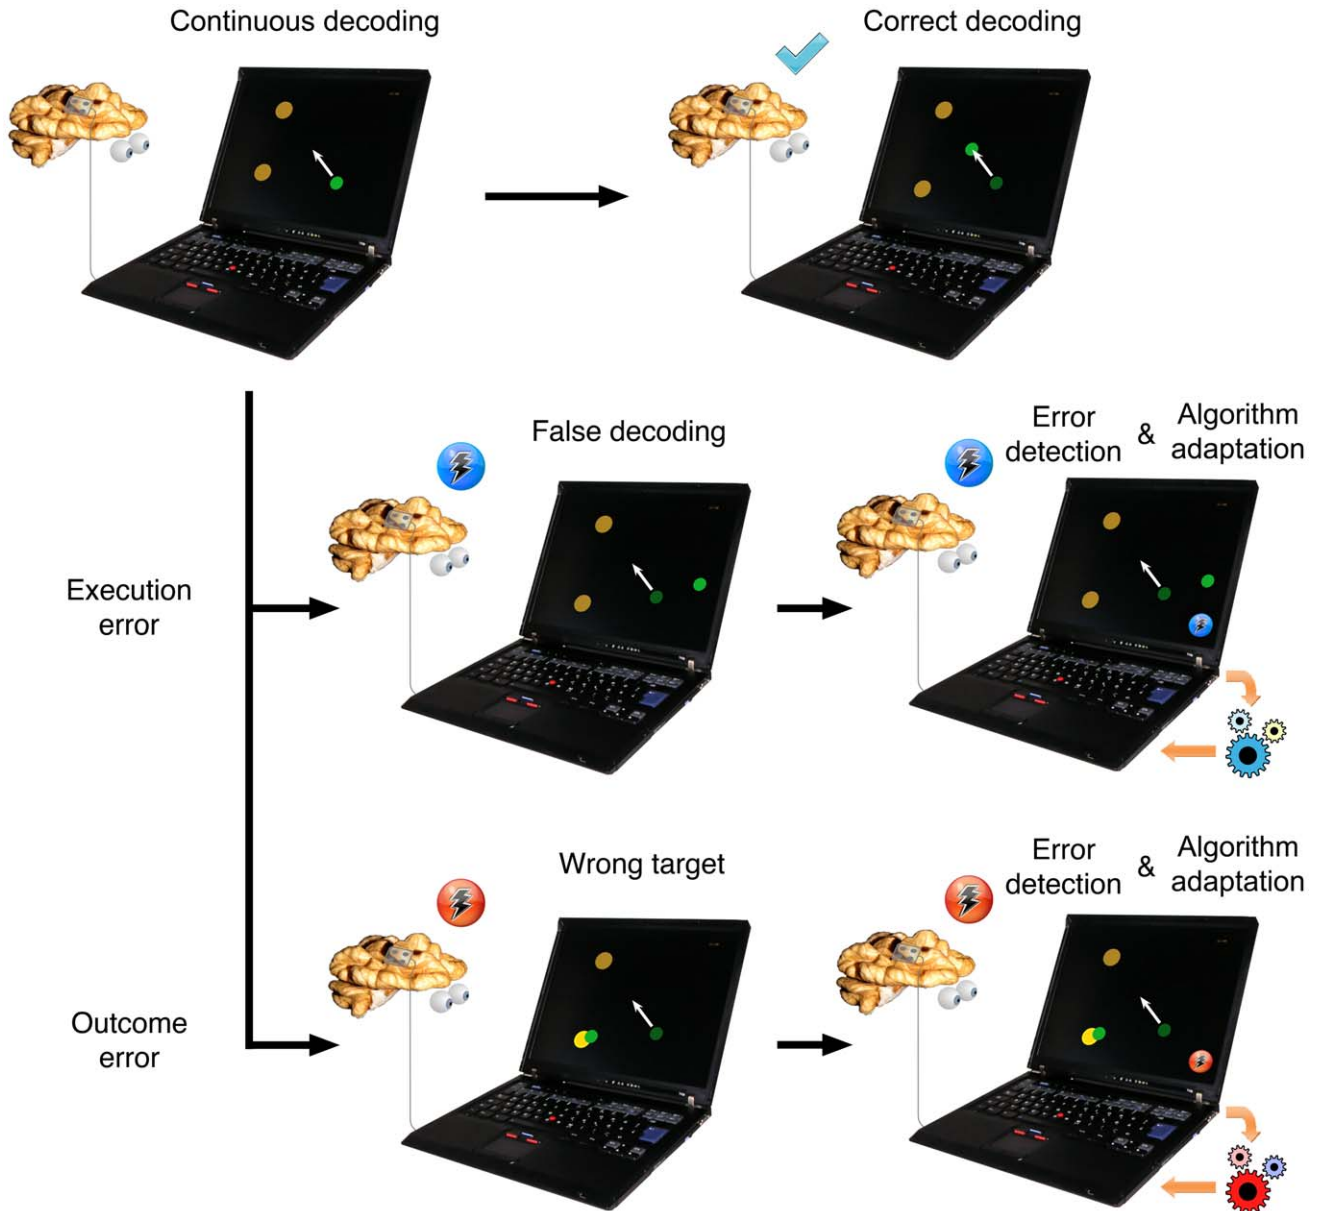 Continuous decoding
Correct decoding
False decoding
Error
detection
&
Algorithm
adaptation
Execution
error
Wrong target
Error
detection
&
Algorithm
adaptation
Outcome
error